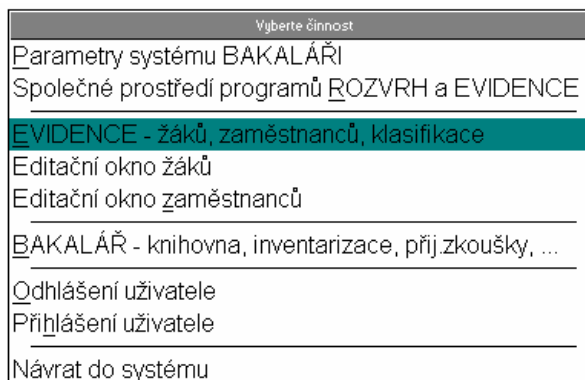 Vyberte činnost
Parametry systému BAKALÁŘI
Společné prostředí programů ROZVRH a EVIDENCE
EVIDENCE - žáků, zaměstnanců, klasifikace
Editační okno žáků
Editační okno zaměstnanců
BAKALÁŘ - knihovna, inventarizace, přij.zkoušky, ...
Odhlášení uživatele
Přihlášení uživatele
Návrat do systému